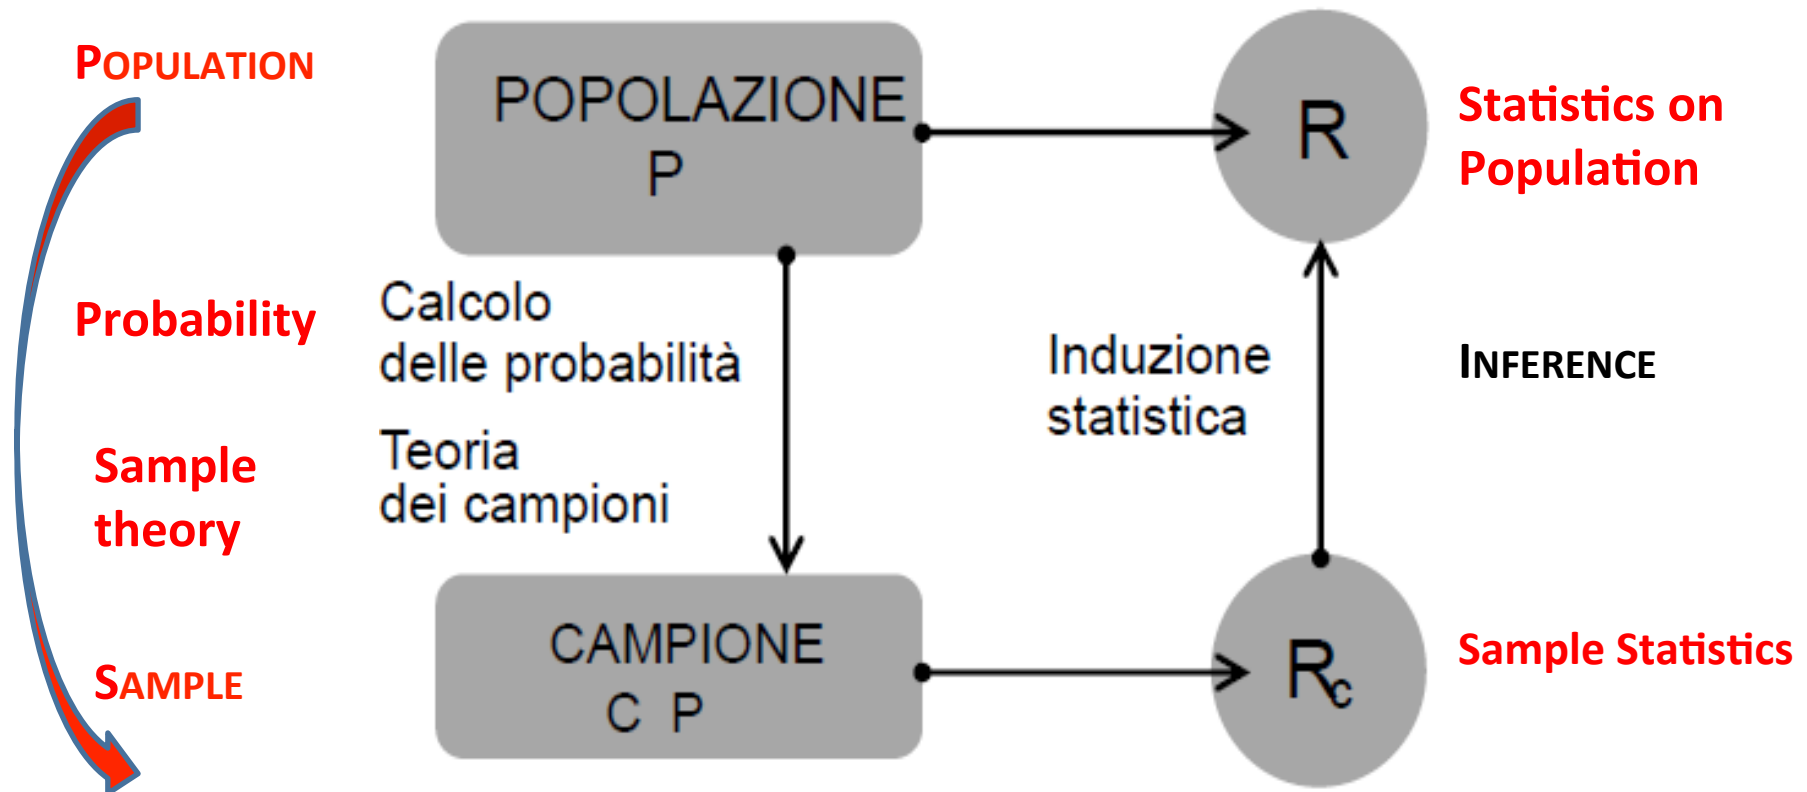 POPULATION
POPOLAZIONE
P
R
Statistics on
Population
Probability
Calcolo
delle probabilità
Teoria
dei campioni
Induzione
statistica
INFERENCE
Sample
theory
SAMPLE
CAMPIONE
C P
Rc
Sample Statistics